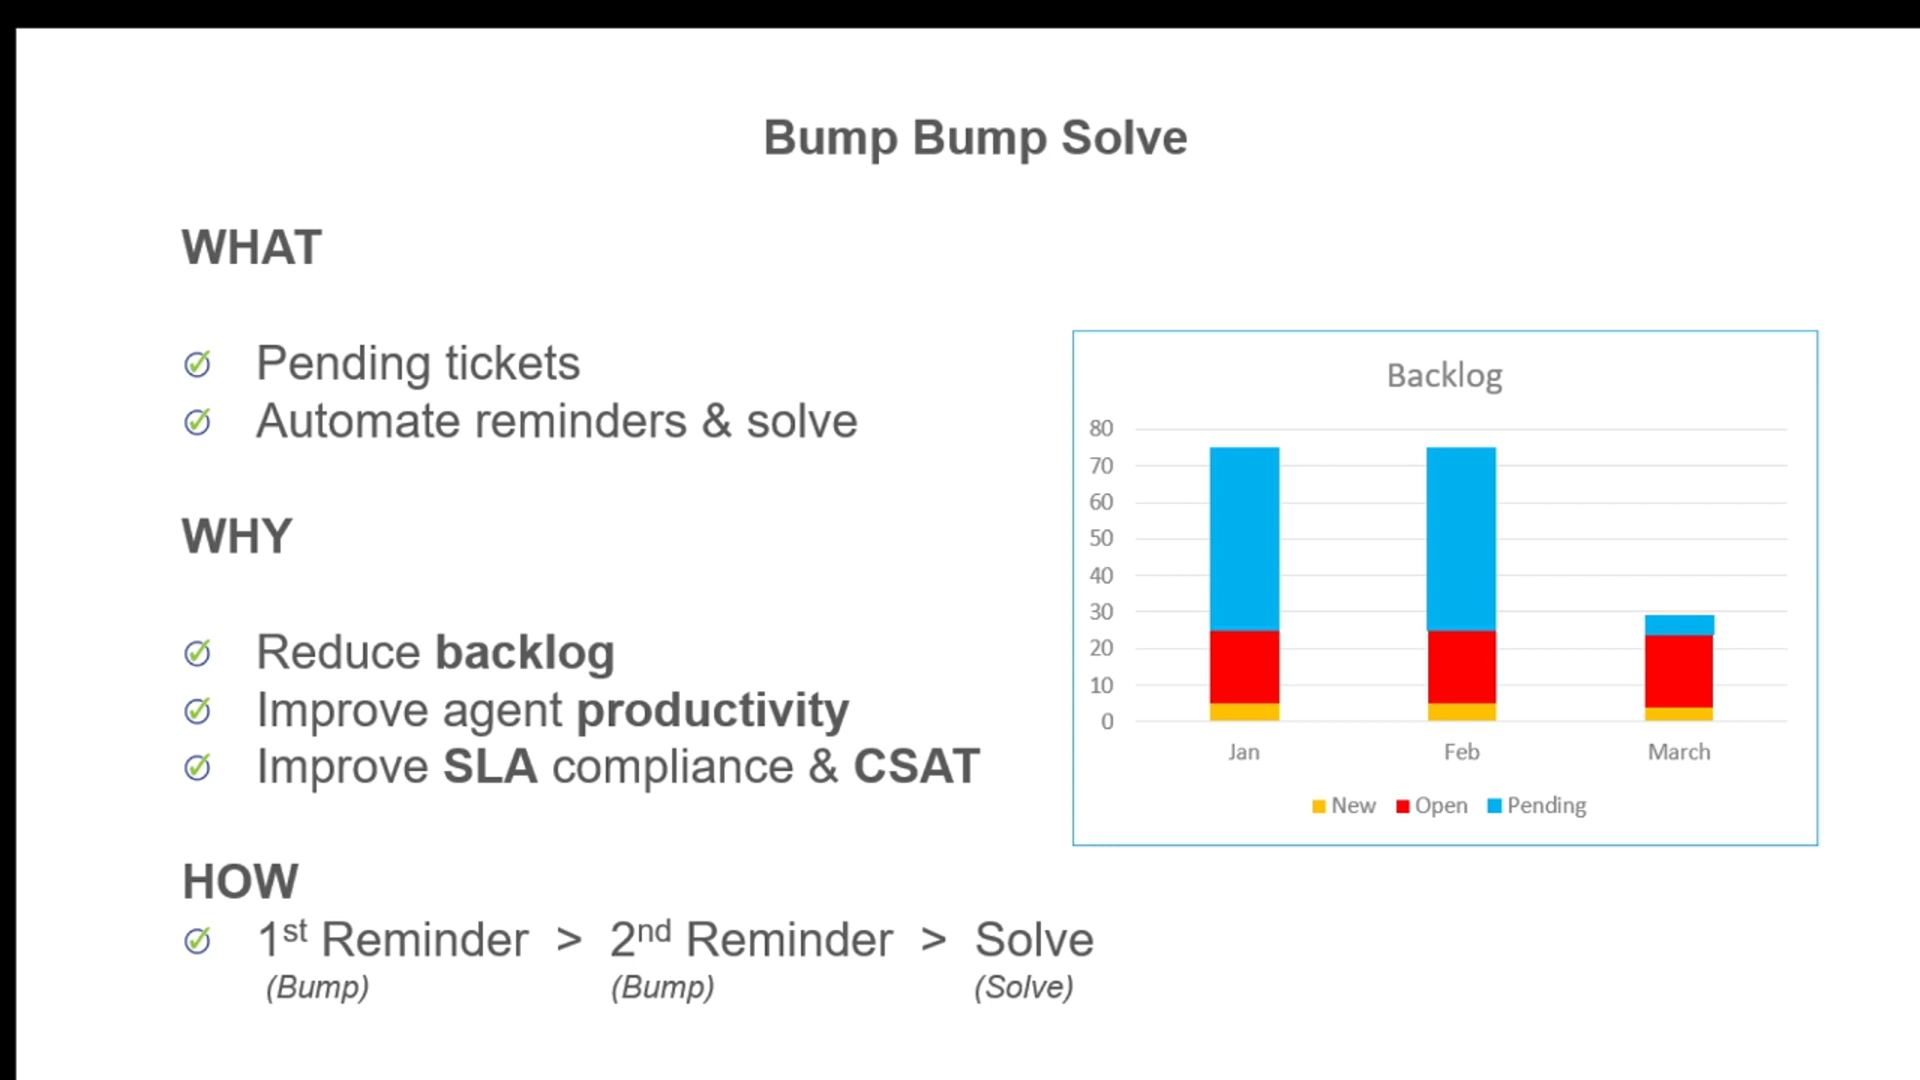 Bump Bump Solve
WHAT
Pending tickets
Automate reminders & solve
WHY
Reduce backlog
Improve agent productivity
Improve SLA compliance & CSAT
HOW
1st Reminder > 2nd Reminder > Solve
(Bump) (Bump) (Solve)
Backlog
80
70
60
50
40
30
20
10
0
Jan Feb March
New Open Pending